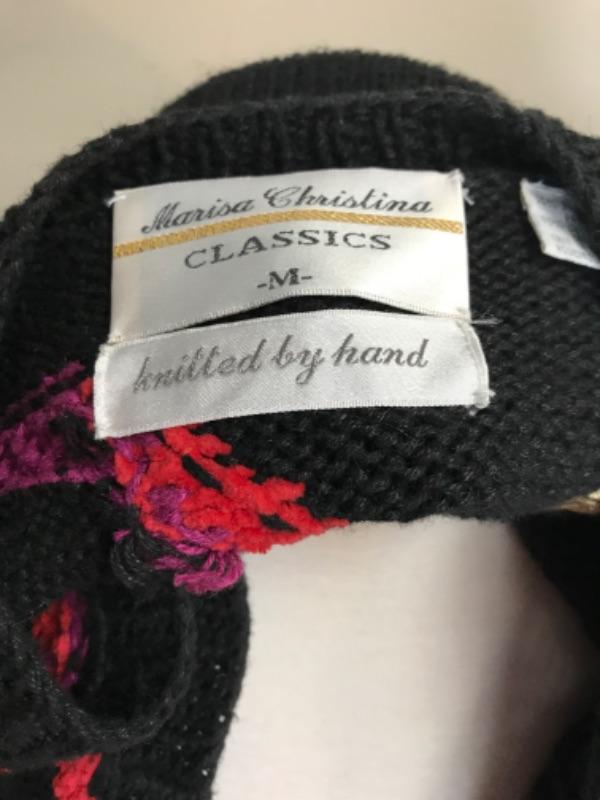 Marisa Christina
CLASSICS
-M-
knitted by hand